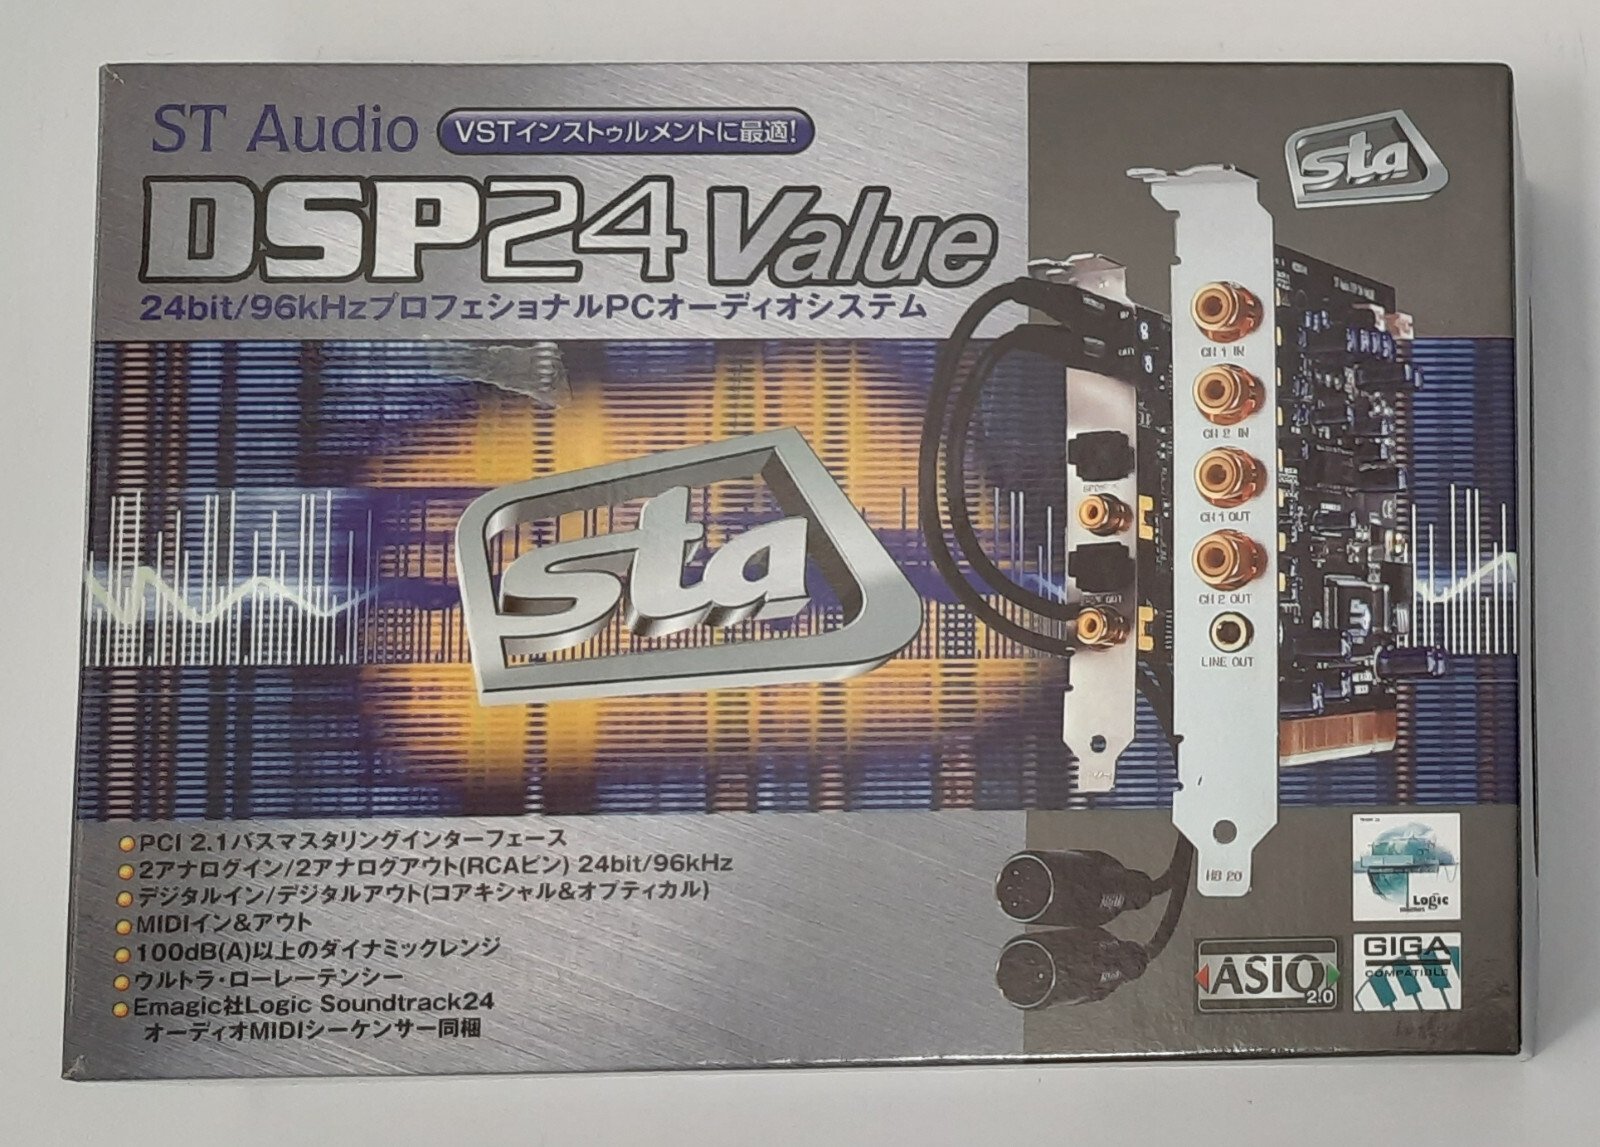 ST Audio
VSTインストゥルメントに最適!
sta
DSP24 Value
24bit/96kHzプロフェショナルPCオーディオシステム
sta
CH 1 IN
CH 2 IN
CH 1 OUT
CH 2 OUT
LINE OUT
HB 20
PCI 2.1バスマスタリングインターフェース
2アナログイン/2アナログアウト(RCAピン) 24bit/96kHz
デジタルイン/デジタルアウト(コアキシャル&オプティカル)
MIDIイン&アウト
100dB(A)以上のダイナミックレンジ
ウルトラ・ローレーテンシー
Emagic社Logic Soundtrack24
オーディオMIDIシーケンサー同梱
Logic
ASIO
2.0
GIGA
COMPATIBLE